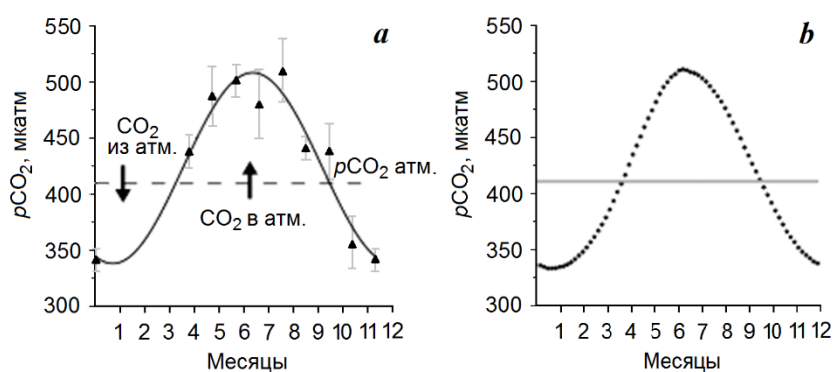 a
550
500
450
400
350
300
pCO₂, мкатм
CO₂
из атм.
pCO₂ атм.
CO₂ в атм.
1 2 3 4 5 6 7 8 9 10 11 12
Месяцы
b
550
500
450
400
350
300
pCO₂, мкатм
1 2 3 4 5 6 7 8 9 10 11 12
Месяцы